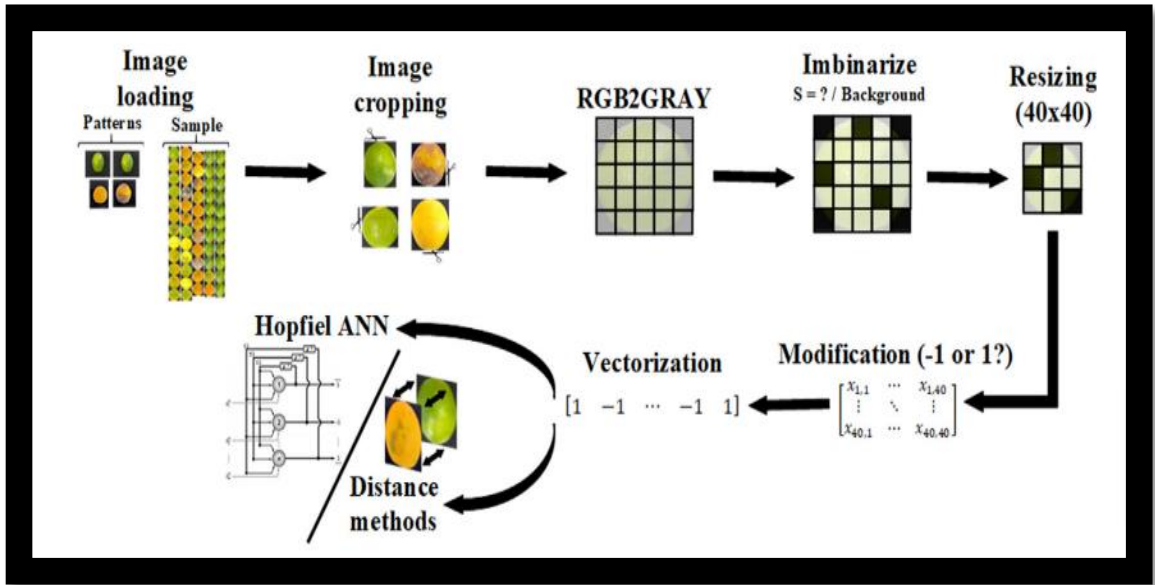 Image
loading
Patterns
Sample
Image
cropping
RGB2GRAY
Imbinarize
S = ? / Background
Resizing
(40x40)
Modification (-1 or 1?)
x1,1 ⋯ x1,40
⋮ ⋱ ⋮
x40,1 ⋯ x40,40
Vectorization
[1 −1 ⋯ −1 1]
Hopfiel ANN
Distance
methods